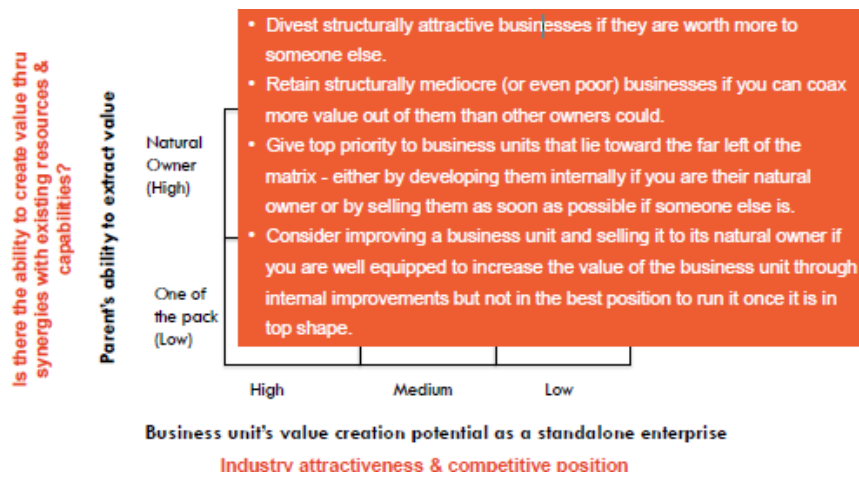 • Divest structurally attractive businesses if they are worth more to
someone else.
• Retain structurally mediocre (or even poor) businesses if you can coax
more value out of them than other owners could.
• Give top priority to business units that lie toward the far left of the
matrix - either by developing them internally if you are their natural
owner or by selling them as soon as possible if someone else is.
• Consider improving a business unit and selling it to its natural owner if
you are well equipped to increase the value of the business unit through
internal improvements but not in the best position to run it once it is in
top shape.
Is there the ability to create value thru
synergies with existing resources &
capabilities?
Parent's ability to extract value
Natural
Owner
(High)
One of
the pack
(Low)
High Medium Low
Business unit's value creation potential as a standalone enterprise
Industry attractiveness & competitive position